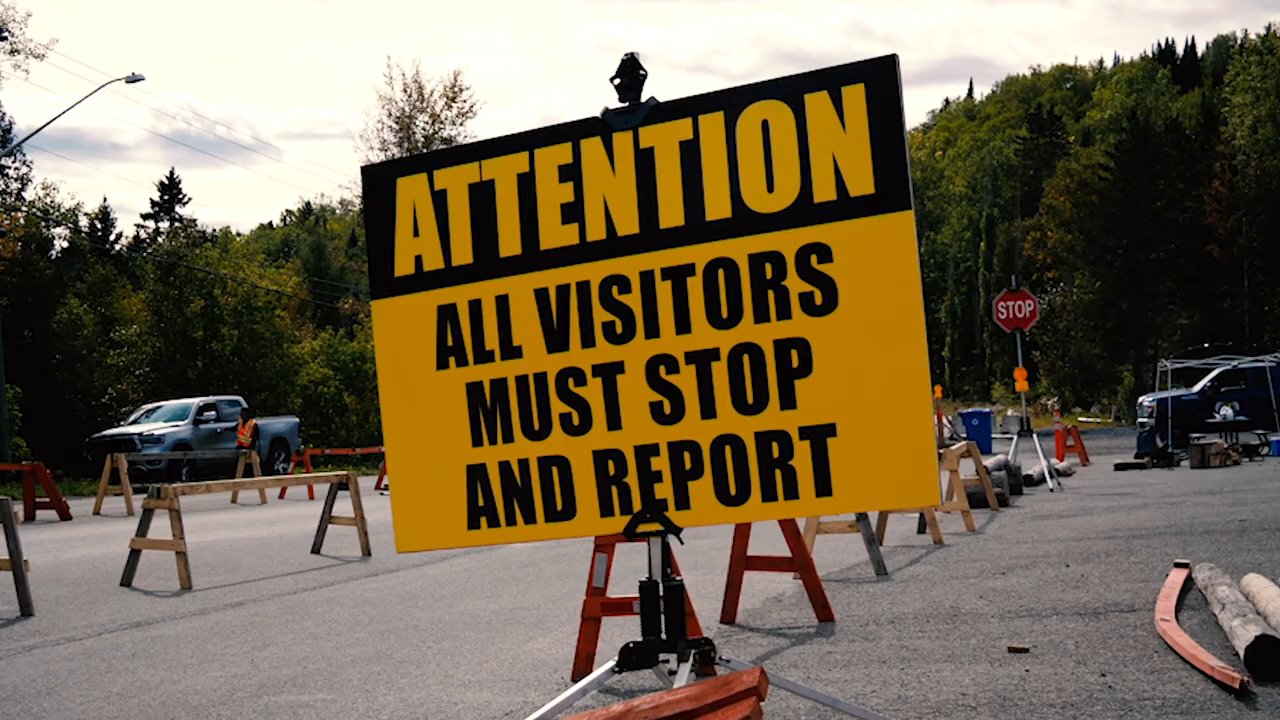 ATTENTION
ALL VISITORS
MUST STOP
AND REPORT
STOP